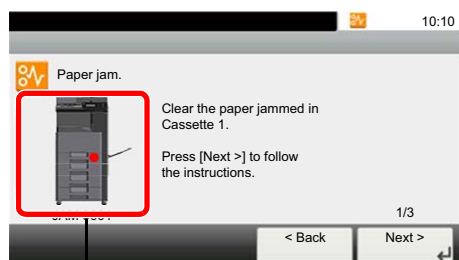 10:10
Paper jam.
Clear the paper jammed in
Cassette 1.
Press [Next >] to follow
the instructions.
1/3
< Back
Next >